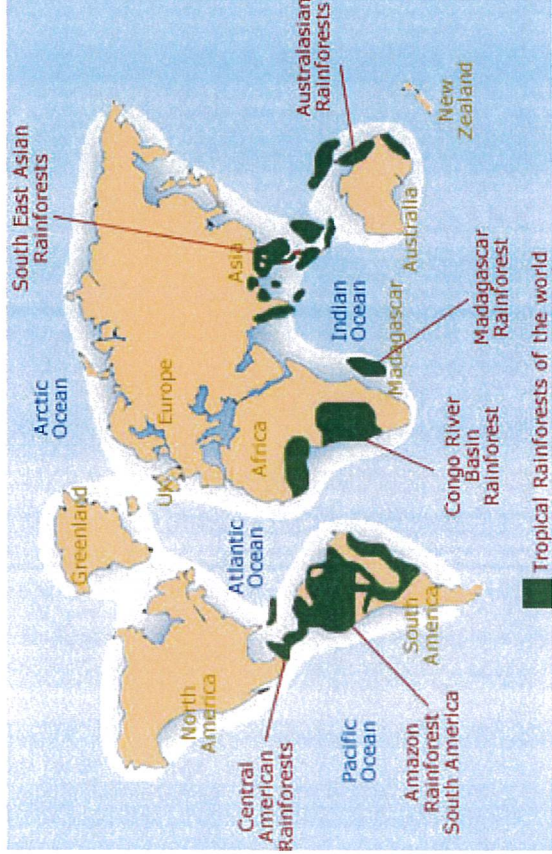 Arctic
Ocean
South East Asian
Rainforests
Greenland
UK
Europe
Asia
North
America
Atlantic
Ocean
Africa
Australasian
Rainforests
Central
American
Rainforests
Pacific
Ocean
Indian
Ocean
South
America
Madagascar
Australia
New
Zealand
Amazon
Rainforest
South America
Congo River
Basin
Rainforest
Madagascar
Rainforest
Tropical Rainforests of the world